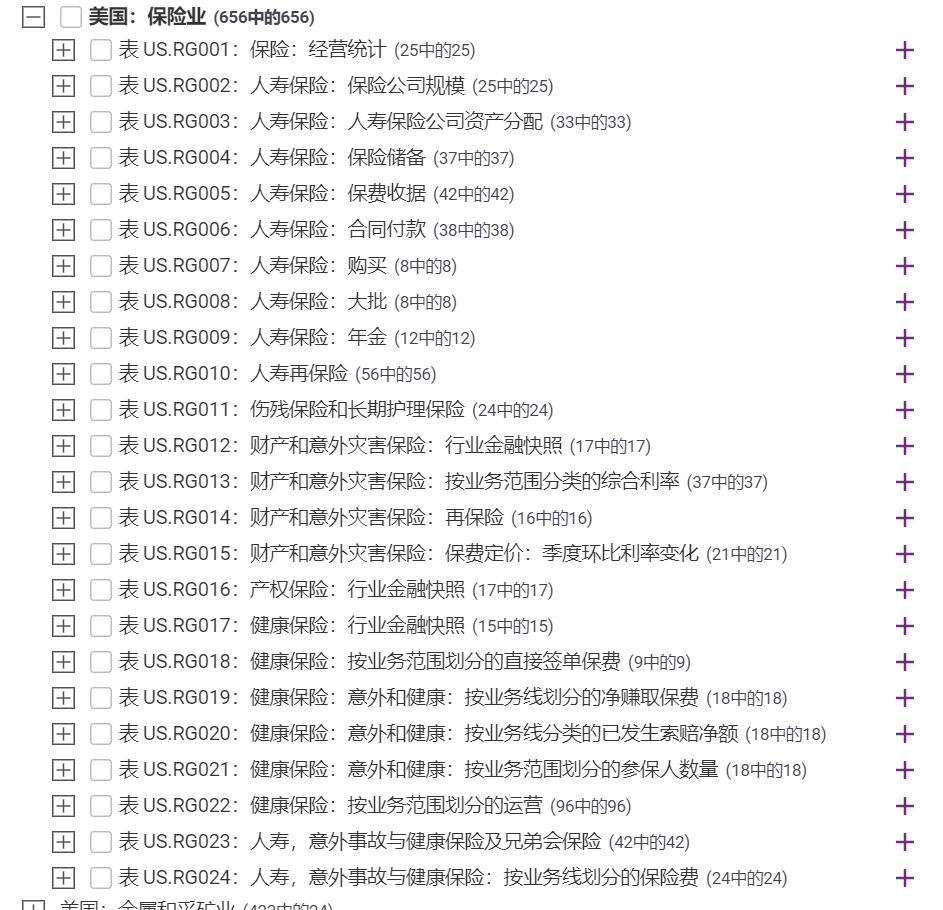 美国：保险业 (656中的656)
表 US.RG001：保险：经营统计 (25中的25)
表 US.RG002：人寿保险：保险公司规模 (25中的25)
表 US.RG003：人寿保险：人寿保险公司资产分配 (33中的33)
表 US.RG004：人寿保险：保险储备 (37中的37)
表 US.RG005：人寿保险：保费收据 (42中的42)
表 US.RG006：人寿保险：合同付款 (38中的38)
表 US.RG007：人寿保险：购买 (8中的8)
表 US.RG008：人寿保险：大批 (8中的8)
表 US.RG009：人寿保险：年金 (12中的12)
表 US.RG010：人寿再保险 (56中的56)
表 US.RG011：伤残保险和长期护理保险 (24中的24)
表 US.RG012：财产和意外灾害保险：行业金融快照 (17中的17)
表 US.RG013：财产和意外灾害保险：按业务范围分类的综合利率 (37中的37)
表 US.RG014：财产和意外灾害保险：再保险 (16中的16)
表 US.RG015：财产和意外灾害保险：保费定价：季度环比利率变化 (21中的21)
表 US.RG016：产权保险：行业金融快照 (17中的17)
表 US.RG017：健康保险：行业金融快照 (15中的15)
表 US.RG018：健康保险：按业务范围划分的直接签单保费 (9中的9)
表 US.RG019：健康保险：意外和健康：按业务线划分的净赚取保费 (18中的18)
表 US.RG020：健康保险：意外和健康：按业务线分类的已发生索赔净额 (18中的18)
表 US.RG021：健康保险：意外和健康：按业务范围划分的参保人数量 (18中的18)
表 US.RG022：健康保险：按业务范围划分的运营 (96中的96)
表 US.RG023：人寿，意外事故与健康保险及兄弟会保险 (42中的42)
表 US.RG024：人寿，意外事故与健康保险：按业务线划分的保险费 (24中的24)
美国：金属和采矿业